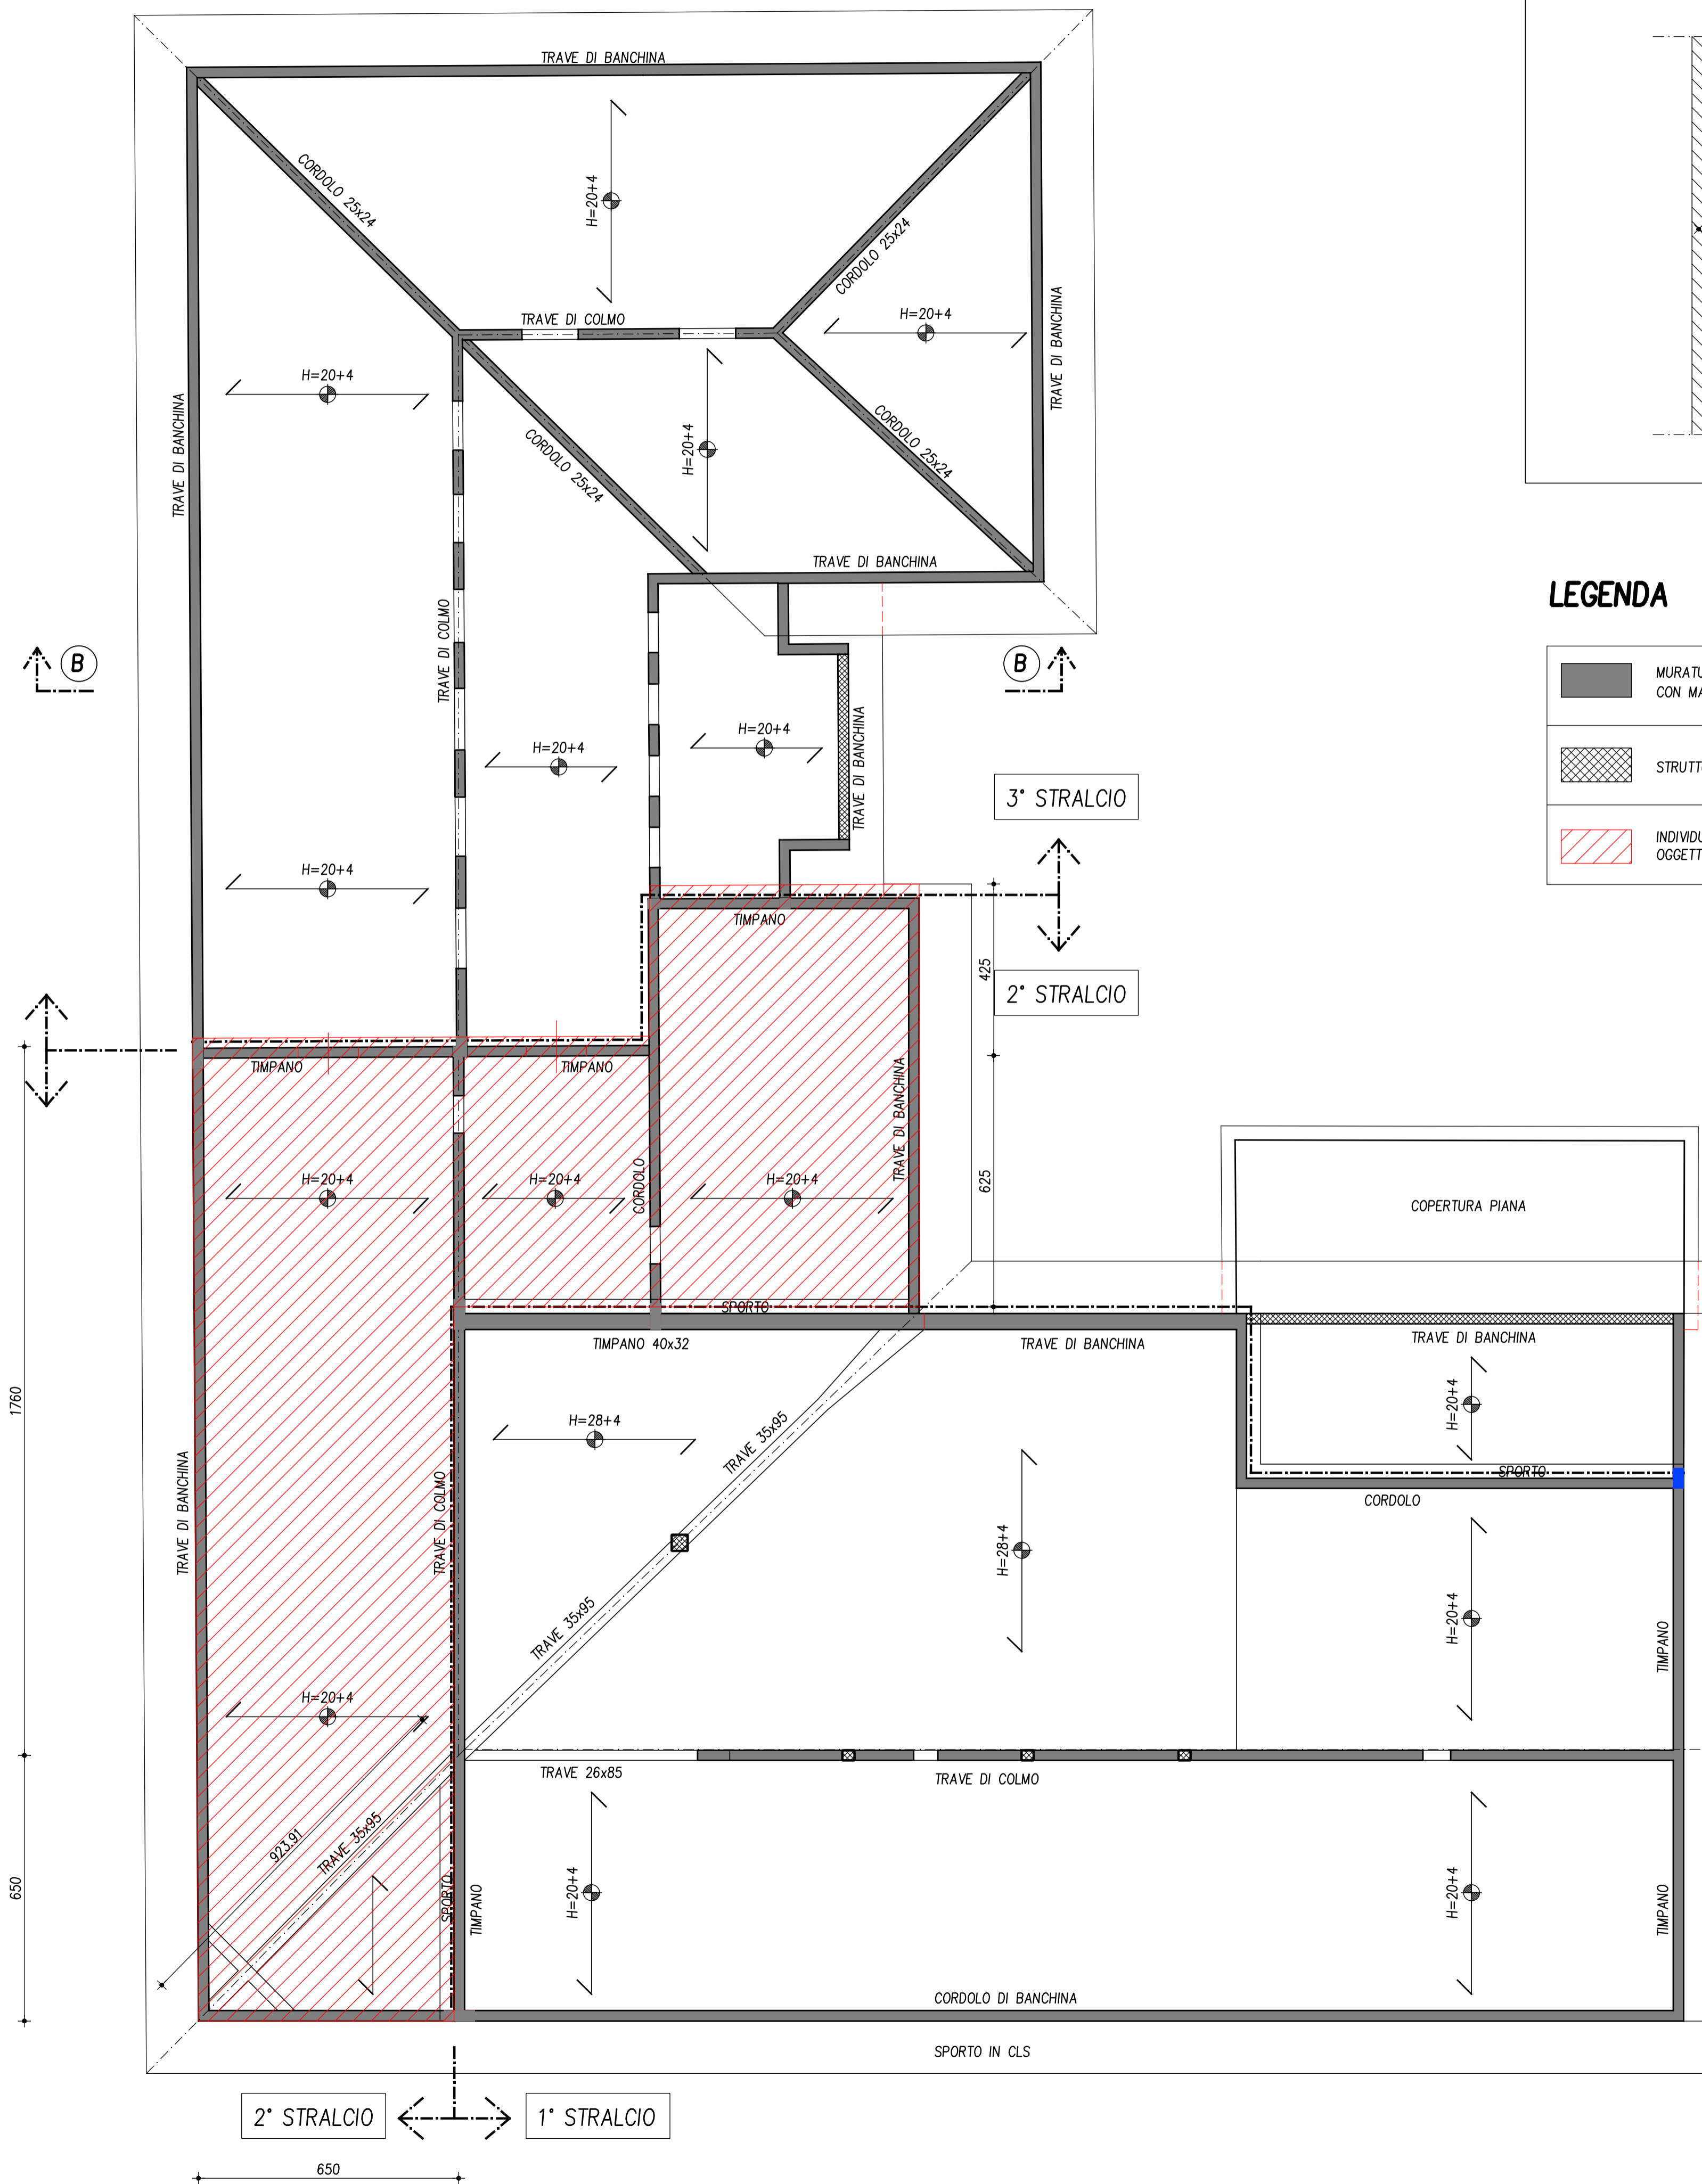 TRAVE DI BANCHINA
CORDOLO 25x24
H=20+4
CORDOLO 25x24
TRAVE DI COLMO
H=20+4
TRAVE DI BANCHINA
H=20+4
TRAVE DI BANCHINA
H=20+4
CORDOLO 25x24
CORDOLO 25x24
TRAVE DI BANCHINA
LEGENDA
TRAVE DI COLMO
B
B
TRAVE DI BANCHINA
H=20+4
H=20+4
CON
3° STRALCIO
H=20+4
TIMPANO
425
2° STRALCIO
TIMPANO
TIMPANO
TRAVE DI BANCHINA
H=20+4
H=20+4
CORDOLO
H=20+4
625
COPERTURA PIANA
SPORTO
TIMPANO 40x32
TRAVE DI BANCHINA
TRAVE DI BANCHINA
1760
H=28+4
H=20+4
TRAVE 35x95
SPORTO
CORDOLO
TRAVE DI BANCHINA
TRAVE DI COLMO
H=28+4
H=20+4
TIMPANO
TRAVE 35x95
H=20+4
TRAVE 26x85
TRAVE DI COLMO
923.91
TRAVE 35x95
650
SPORTO
TIMPANO
H=20+4
H=20+4
TIMPANO
CORDOLO DI BANCHINA
SPORTO IN CLS
2° STRALCIO
1° STRALCIO
650